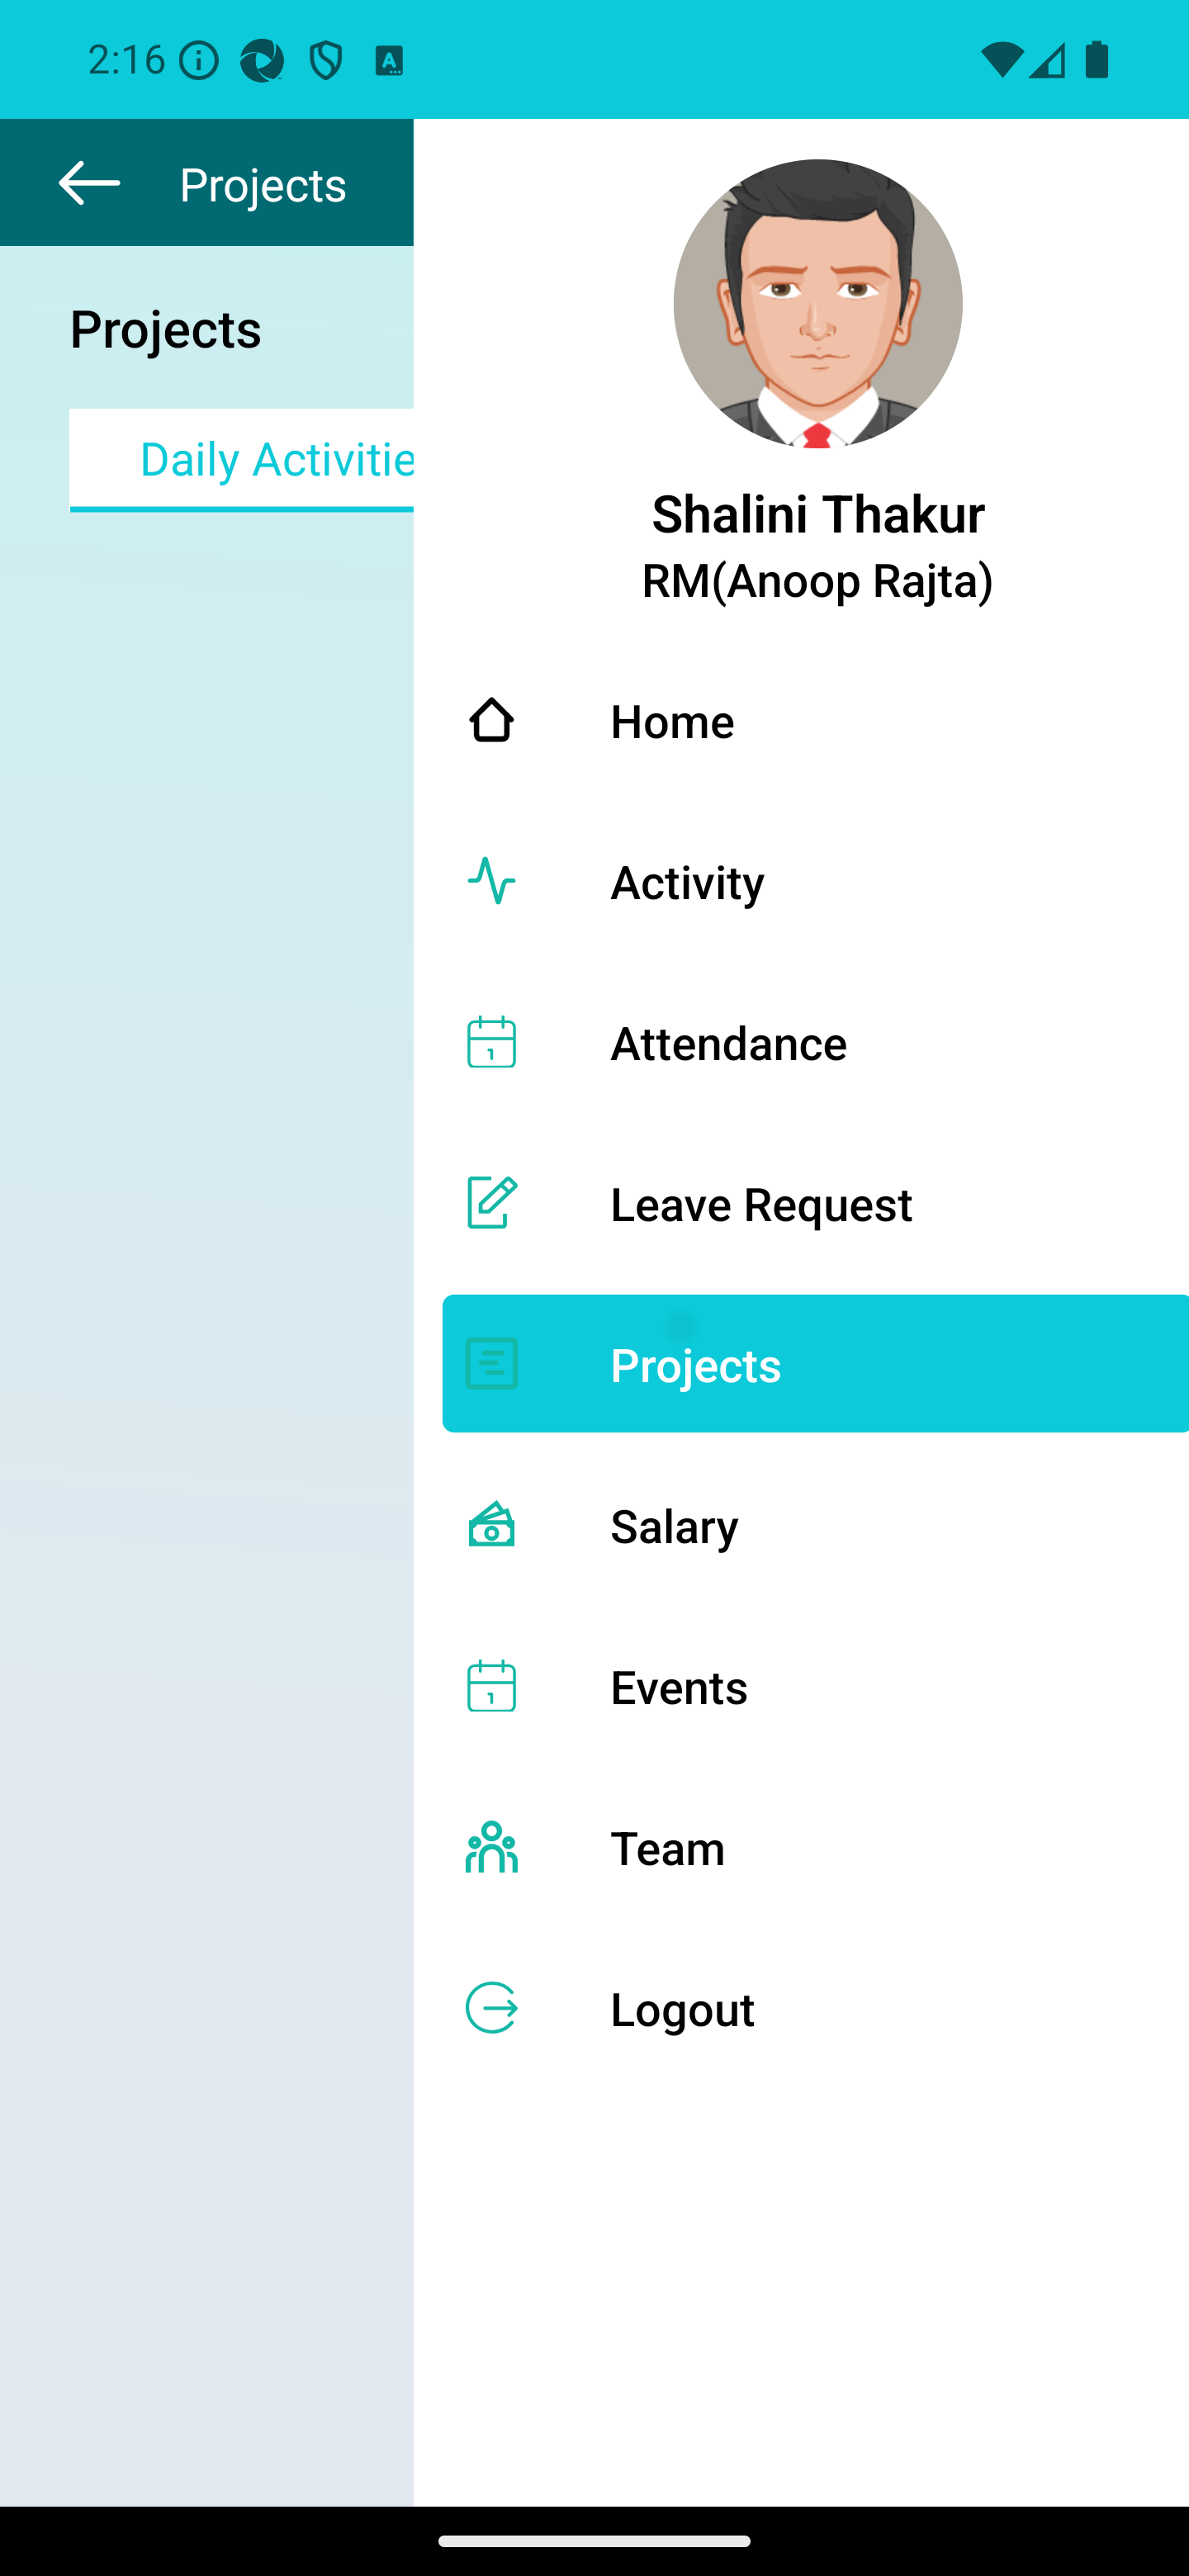 2:16
Projects
Projects
Daily Activitie
Shalini Thakur
RM(Anoop Rajta)
Home
Activity
Attendance
Leave Request
Projects
Salary
Events
Team
Logout